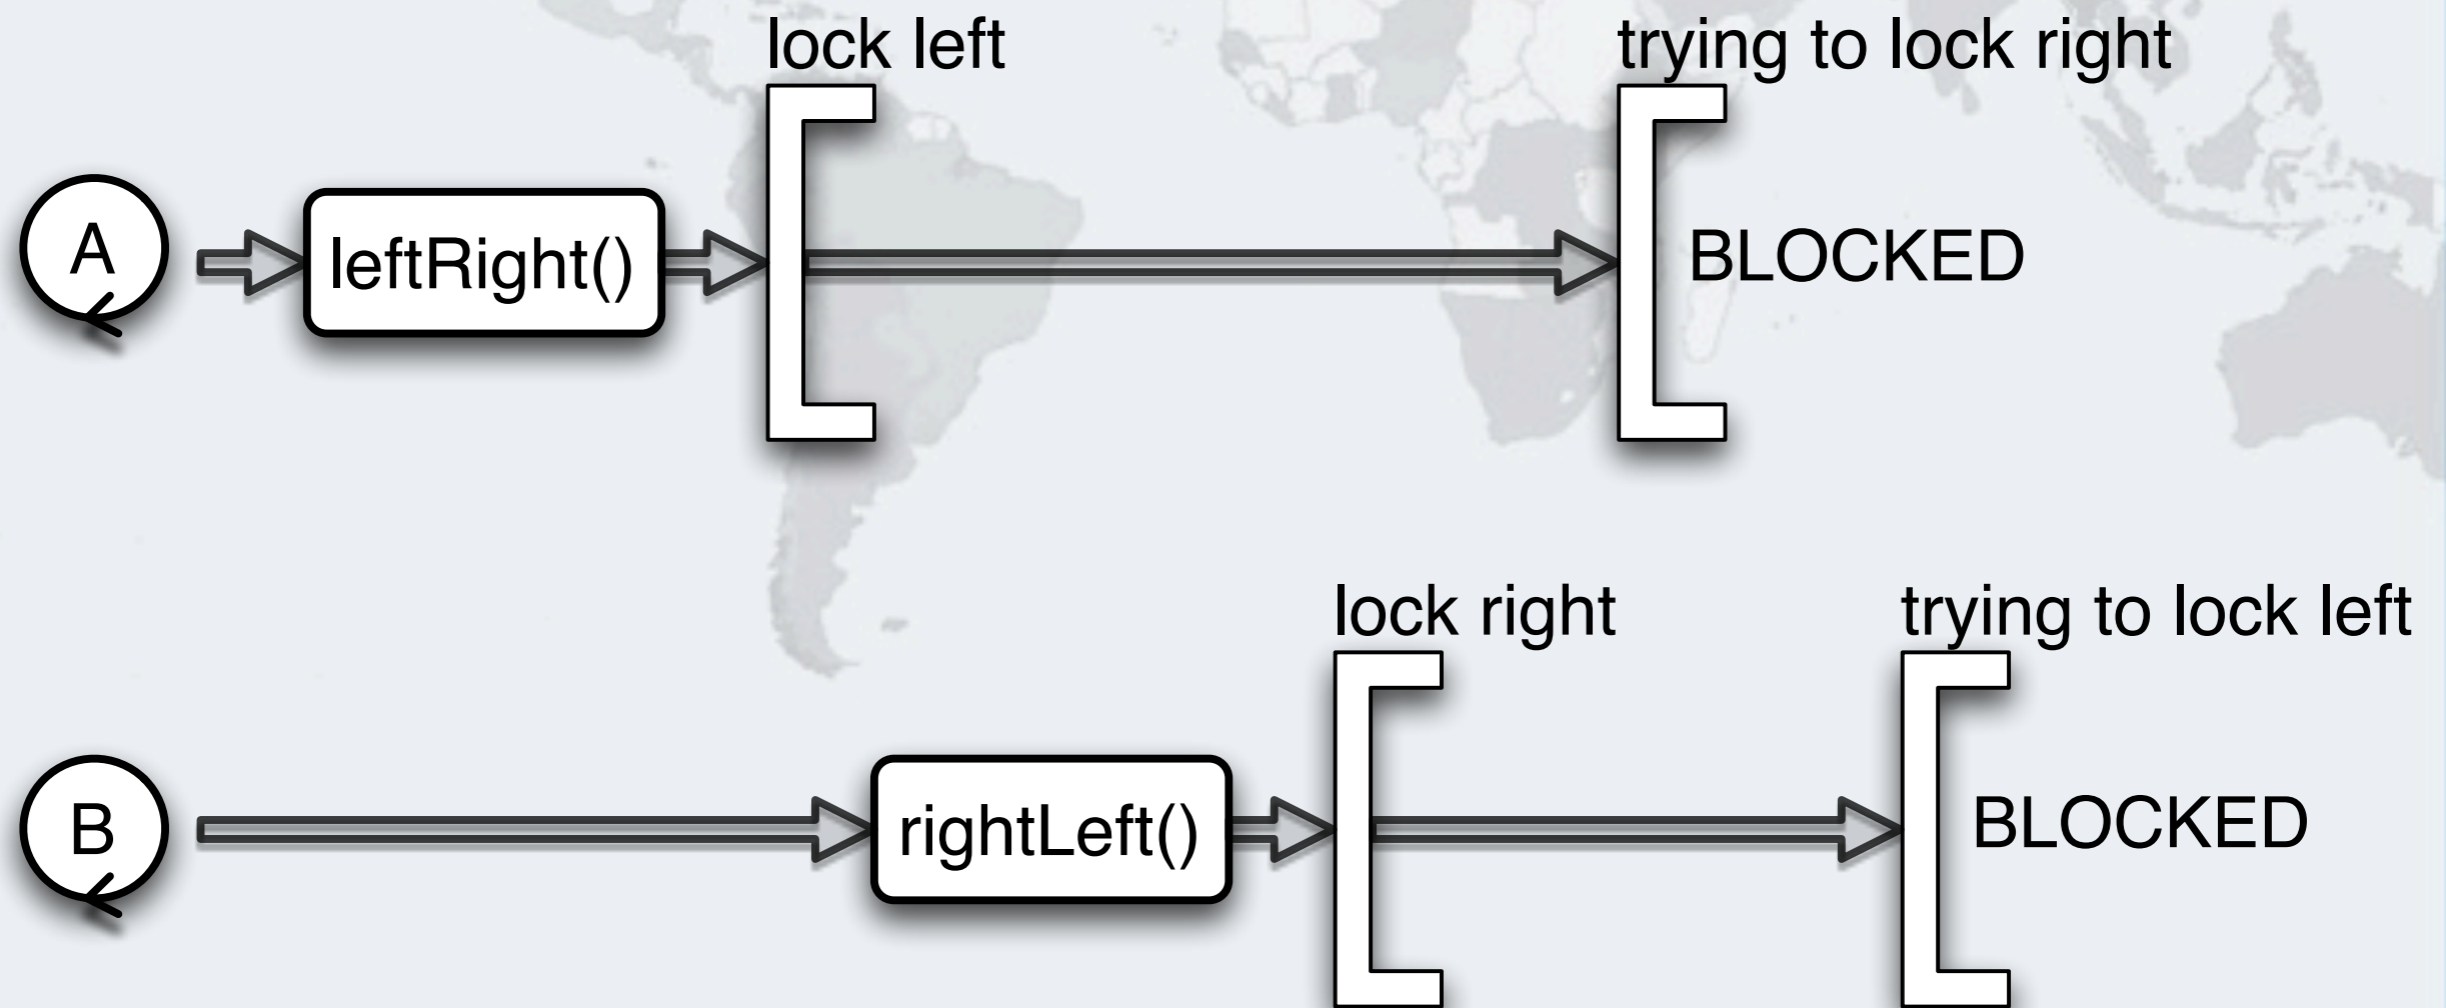 lock left
trying to lock right
A
leftRight()
BLOCKED
lock right
trying to lock left
B
rightLeft()
BLOCKED